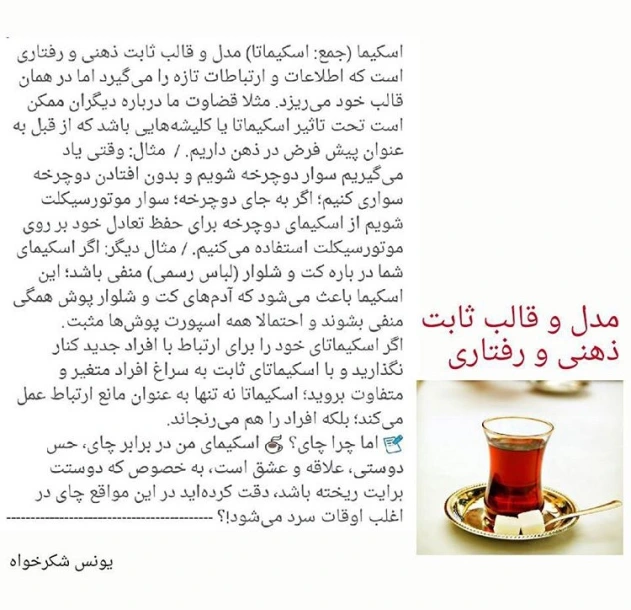 مدل و قالب ثابت
ذهنی و رفتاری
اسکیما (جمع: اسکیماتا) مدل و قالب ثابت ذهنی و رفتاری
است که اطلاعات و ارتباطات تازه را می‌گیرد اما در همان
قالب خود می‌ریزد. مثلا قضاوت ما درباره دیگران ممکن
است تحت تاثیر اسکیماتا یا کلیشه‌هایی باشد که از قبل به
عنوان پیش فرض در ذهن داریم. / مثال: وقتی یاد
می‌گیریم سوار دوچرخه شویم و بدون افتادن دوچرخه
سواری کنیم؛ اگر به جای دوچرخه؛ سوار موتورسیکلت
شویم از اسکیمای دوچرخه برای حفظ تعادل خود بر روی
موتورسیکلت استفاده می‌کنیم. / مثال دیگر: اگر اسکیمای
شما در باره کت و شلوار (لباس رسمی) منفی باشد؛ این
اسکیما باعث می‌شود که آدم‌های کت و شلوار پوش همگی
منفی بشوند و احتمالا همه اسپورت پوش‌ها مثبت.
اگر اسکیماتای خود را برای ارتباط با افراد جدید کنار
نگذارید و با اسکیماتای ثابت به سراغ افراد متغیر و
متفاوت بروید؛ اسکیماتا نه تنها به عنوان مانع ارتباط عمل
می‌کند؛ بلکه افراد را هم می‌رنجاند.
📝 اما چرا چای؟ ☕ اسکیمای من در برابر چای، حس
دوستی، علاقه و عشق است، به خصوص که دوستت
برایت ریخته باشد، دقت کرده‌اید در این مواقع چای در
اغلب اوقات سرد می‌شود!؟ --------------------------------------------
یونس شکرخواه